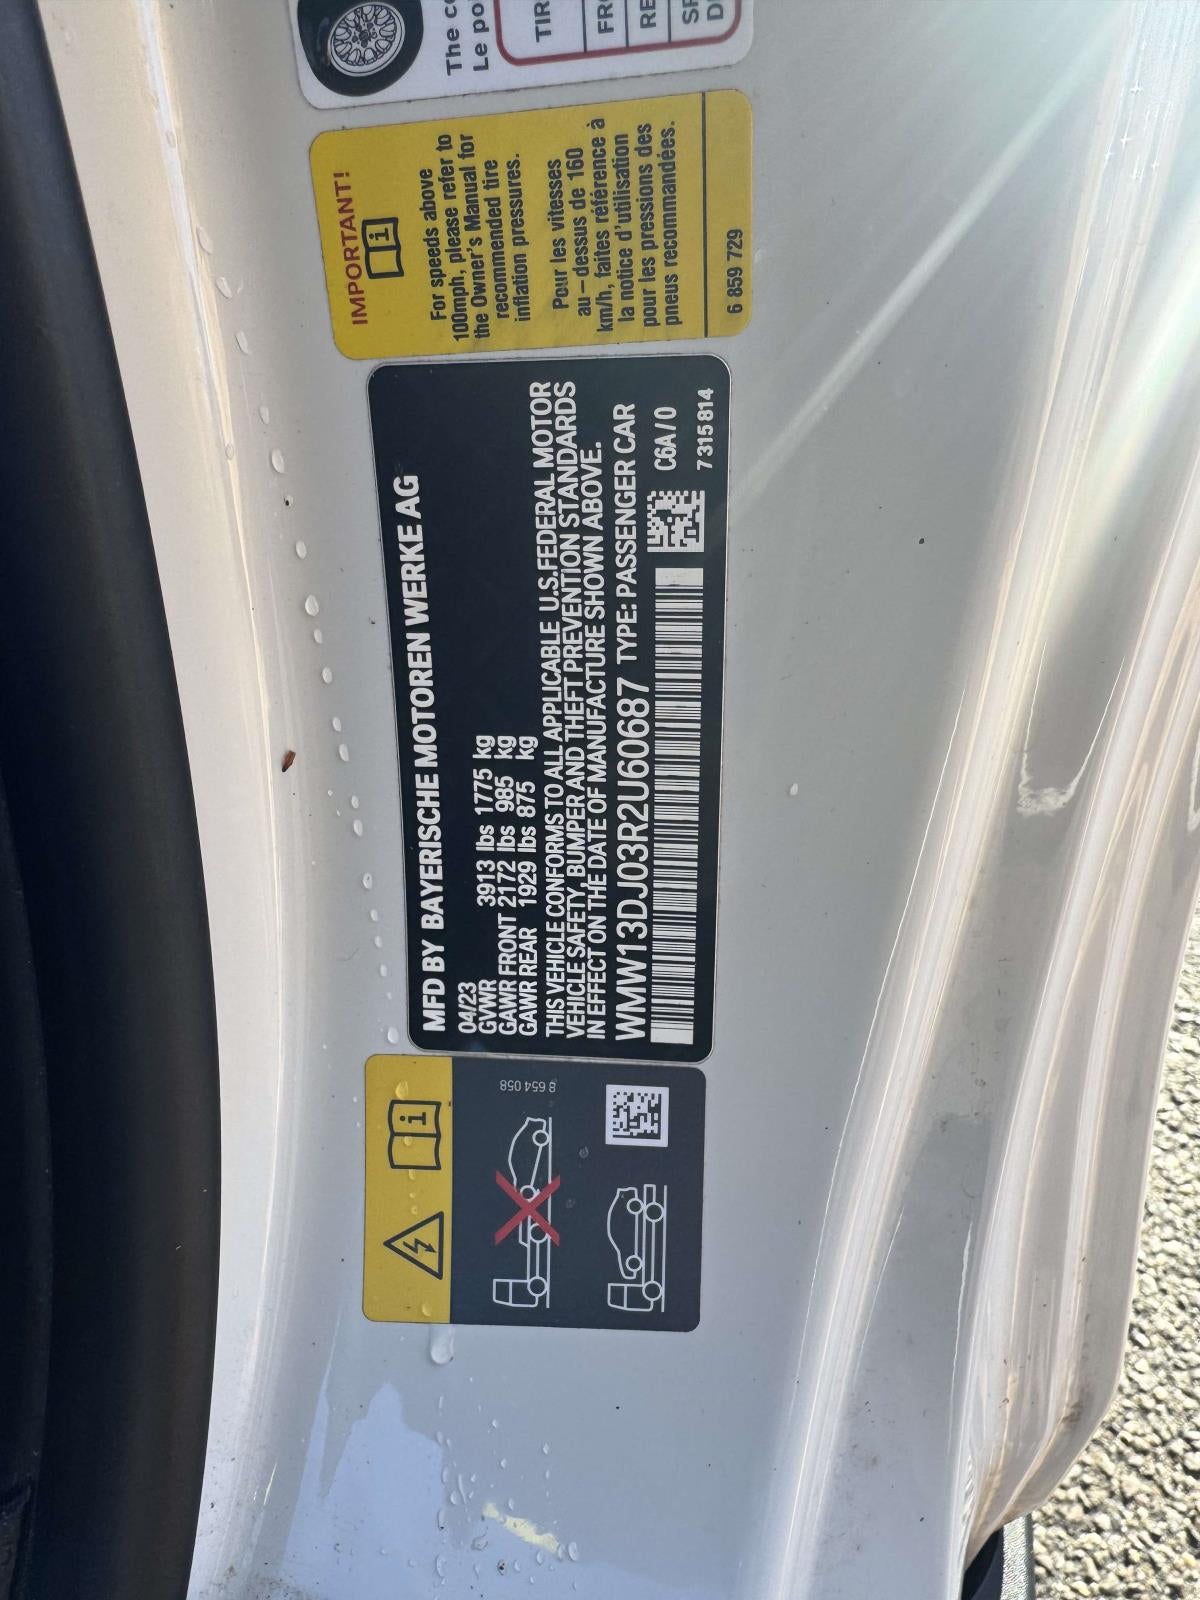 The
Le
TIR
FR
RE
SP
IMPORTANT!
For speeds above
100mph, please refer to
the Owner's Manual for
recommended tire
inflation pressures.
Pour les vitesses
au-dessus de 160
km/h, faites référence à
la notice d'utilisation
pour les pressions des
pneus recommandées.
6 859 729
MFD BY BAYERISCHE MOTOREN WERKE AG
04/23
GVWR 3913 lbs 1775 kg
GAWR FRONT 2172 lbs 985 kg
GAWR REAR 1929 lbs 875 kg
THIS VEHICLE CONFORMS TO ALL APPLICABLE U.S.FEDERAL MOTOR
VEHICLE SAFETY, BUMPER AND THEFT PREVENTION STANDARDS
IN EFFECT ON THE DATE OF MANUFACTURE SHOWN ABOVE.
WMW13DJ03R2U60687 TYPE: PASSENGER CAR
C6A/0
7315814
8 654 058